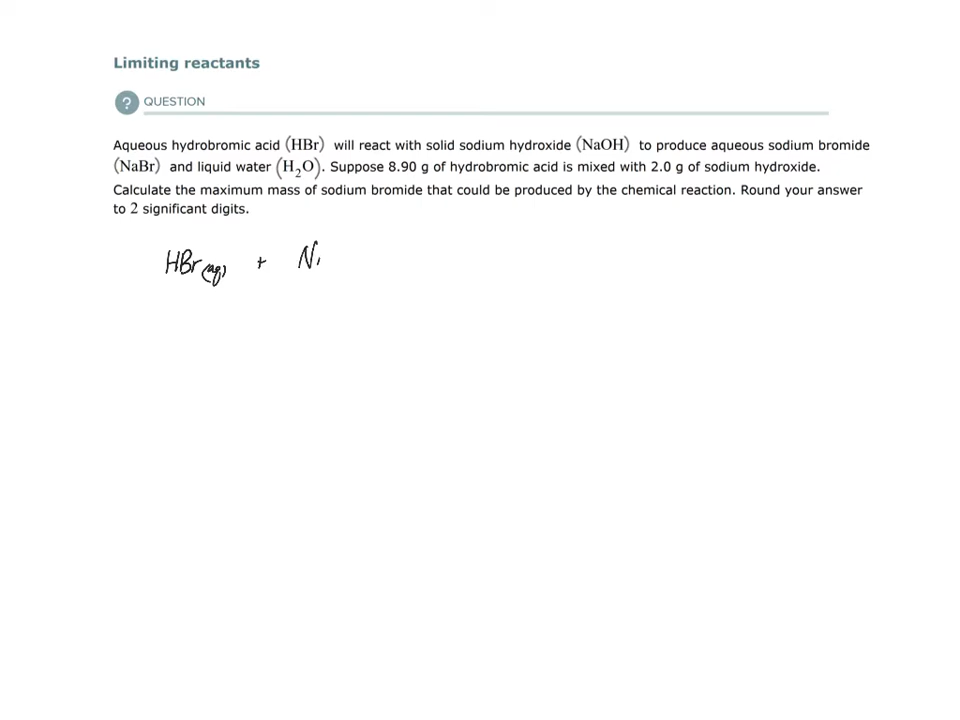 Limiting reactants
? QUESTION
Aqueous hydrobromic acid (HBr) will react with solid sodium hydroxide (NaOH) to produce aqueous sodium bromide
(NaBr) and liquid water (H₂O). Suppose 8.90 g of hydrobromic acid is mixed with 2.0 g of sodium hydroxide.
Calculate the maximum mass of sodium bromide that could be produced by the chemical reaction. Round your answer
to 2 significant digits.
HBr(aq) + N